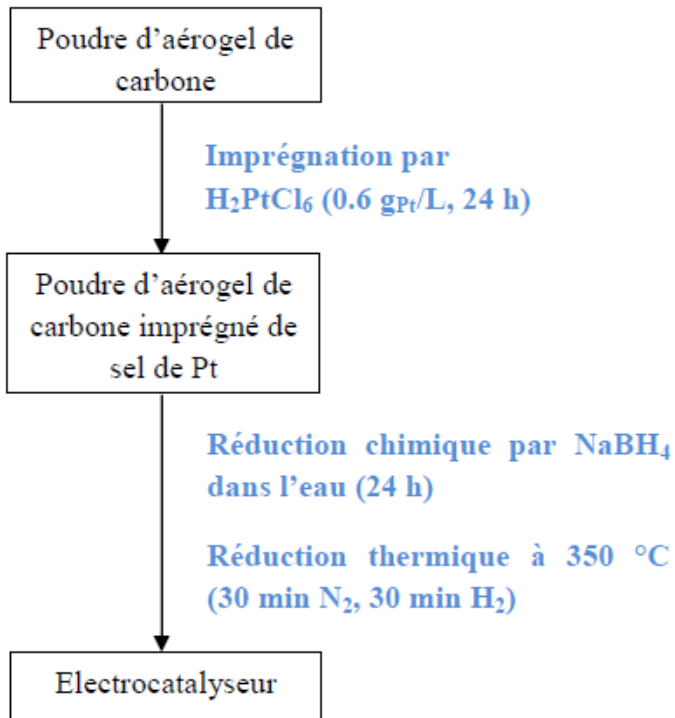 Poudre d'aérogel de
carbone
Imprégnation par
H₂PtCl₆ (0.6 gPt/L, 24 h)
Poudre d'aérogel de
carbone imprégné de
sel de Pt
Réduction chimique par NaBH₄
dans l'eau (24 h)
Réduction thermique à 350 °C
(30 min N₂, 30 min H₂)
Electrocatalyseur